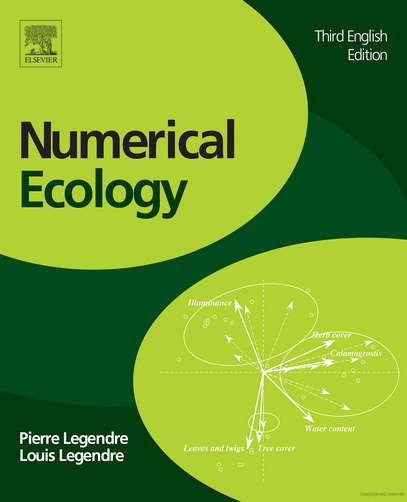 ELSEVIER
Third English
Edition
Numerical
Ecology
Illuminance
Herb cover
Calamagrostis
Water content
Leaves and twigs
Tree cover
Pierre Legendre
Louis Legendre
Copyrighted material